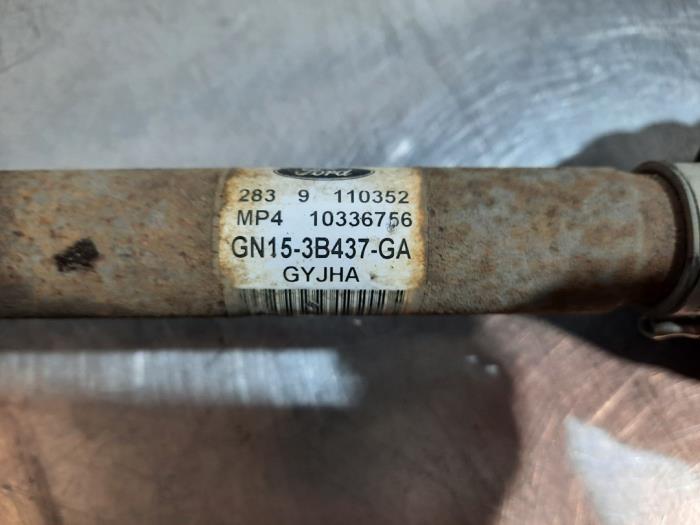 Ford
283 9 110352
MP4 10336756
GN15-3B437-GA
GYJHA